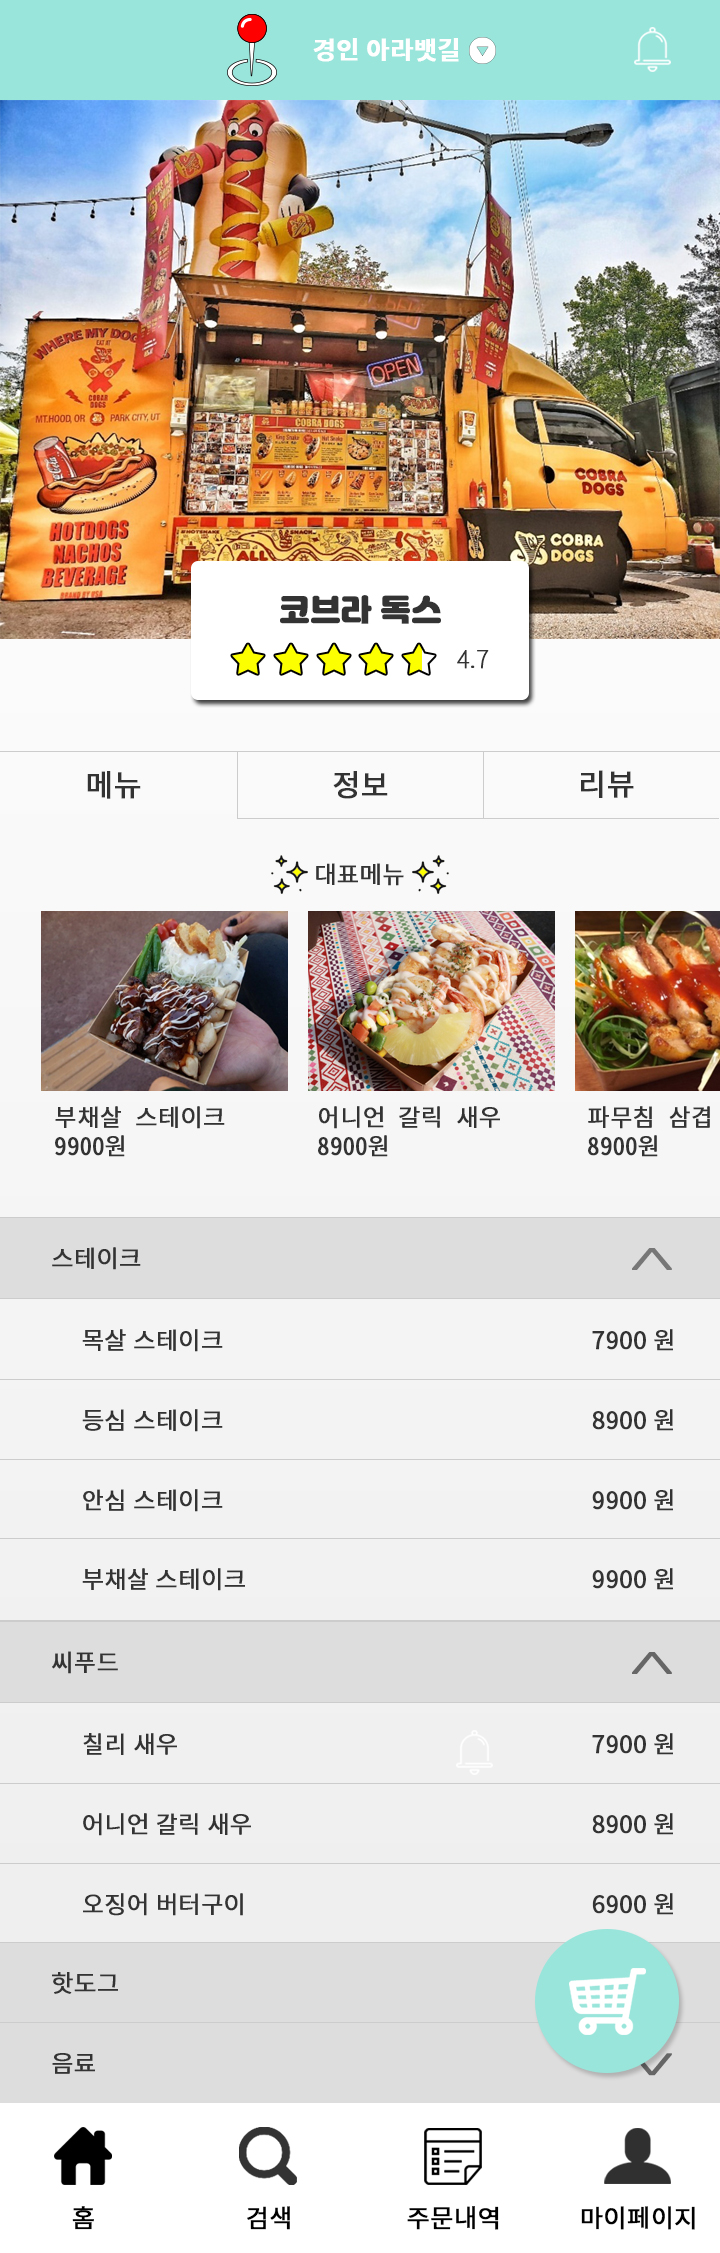 경인 아라뱃길
WHERE MY DOG
EAT AT
COBRA
DOGS
MT.HOOD, OR
PARK CITY, UT
HOTDOGS
NACHOS
BEVERAGE
OPEN
COBRA DOGS
COBRA
DOGS
COBRA
DOGS
코브라 독스
4.7
메뉴
정보
리뷰
대표메뉴
부채살 스테이크
9900원
어니언 갈릭 새우
8900원
파무침 삼겹
8900원
스테이크
목살 스테이크 7900 원
등심 스테이크 8900 원
안심 스테이크 9900 원
부채살 스테이크 9900 원
씨푸드
칠리 새우 7900 원
어니언 갈릭 새우 8900 원
오징어 버터구이 6900 원
핫도그
음료
홈
검색
주문내역
마이페이지